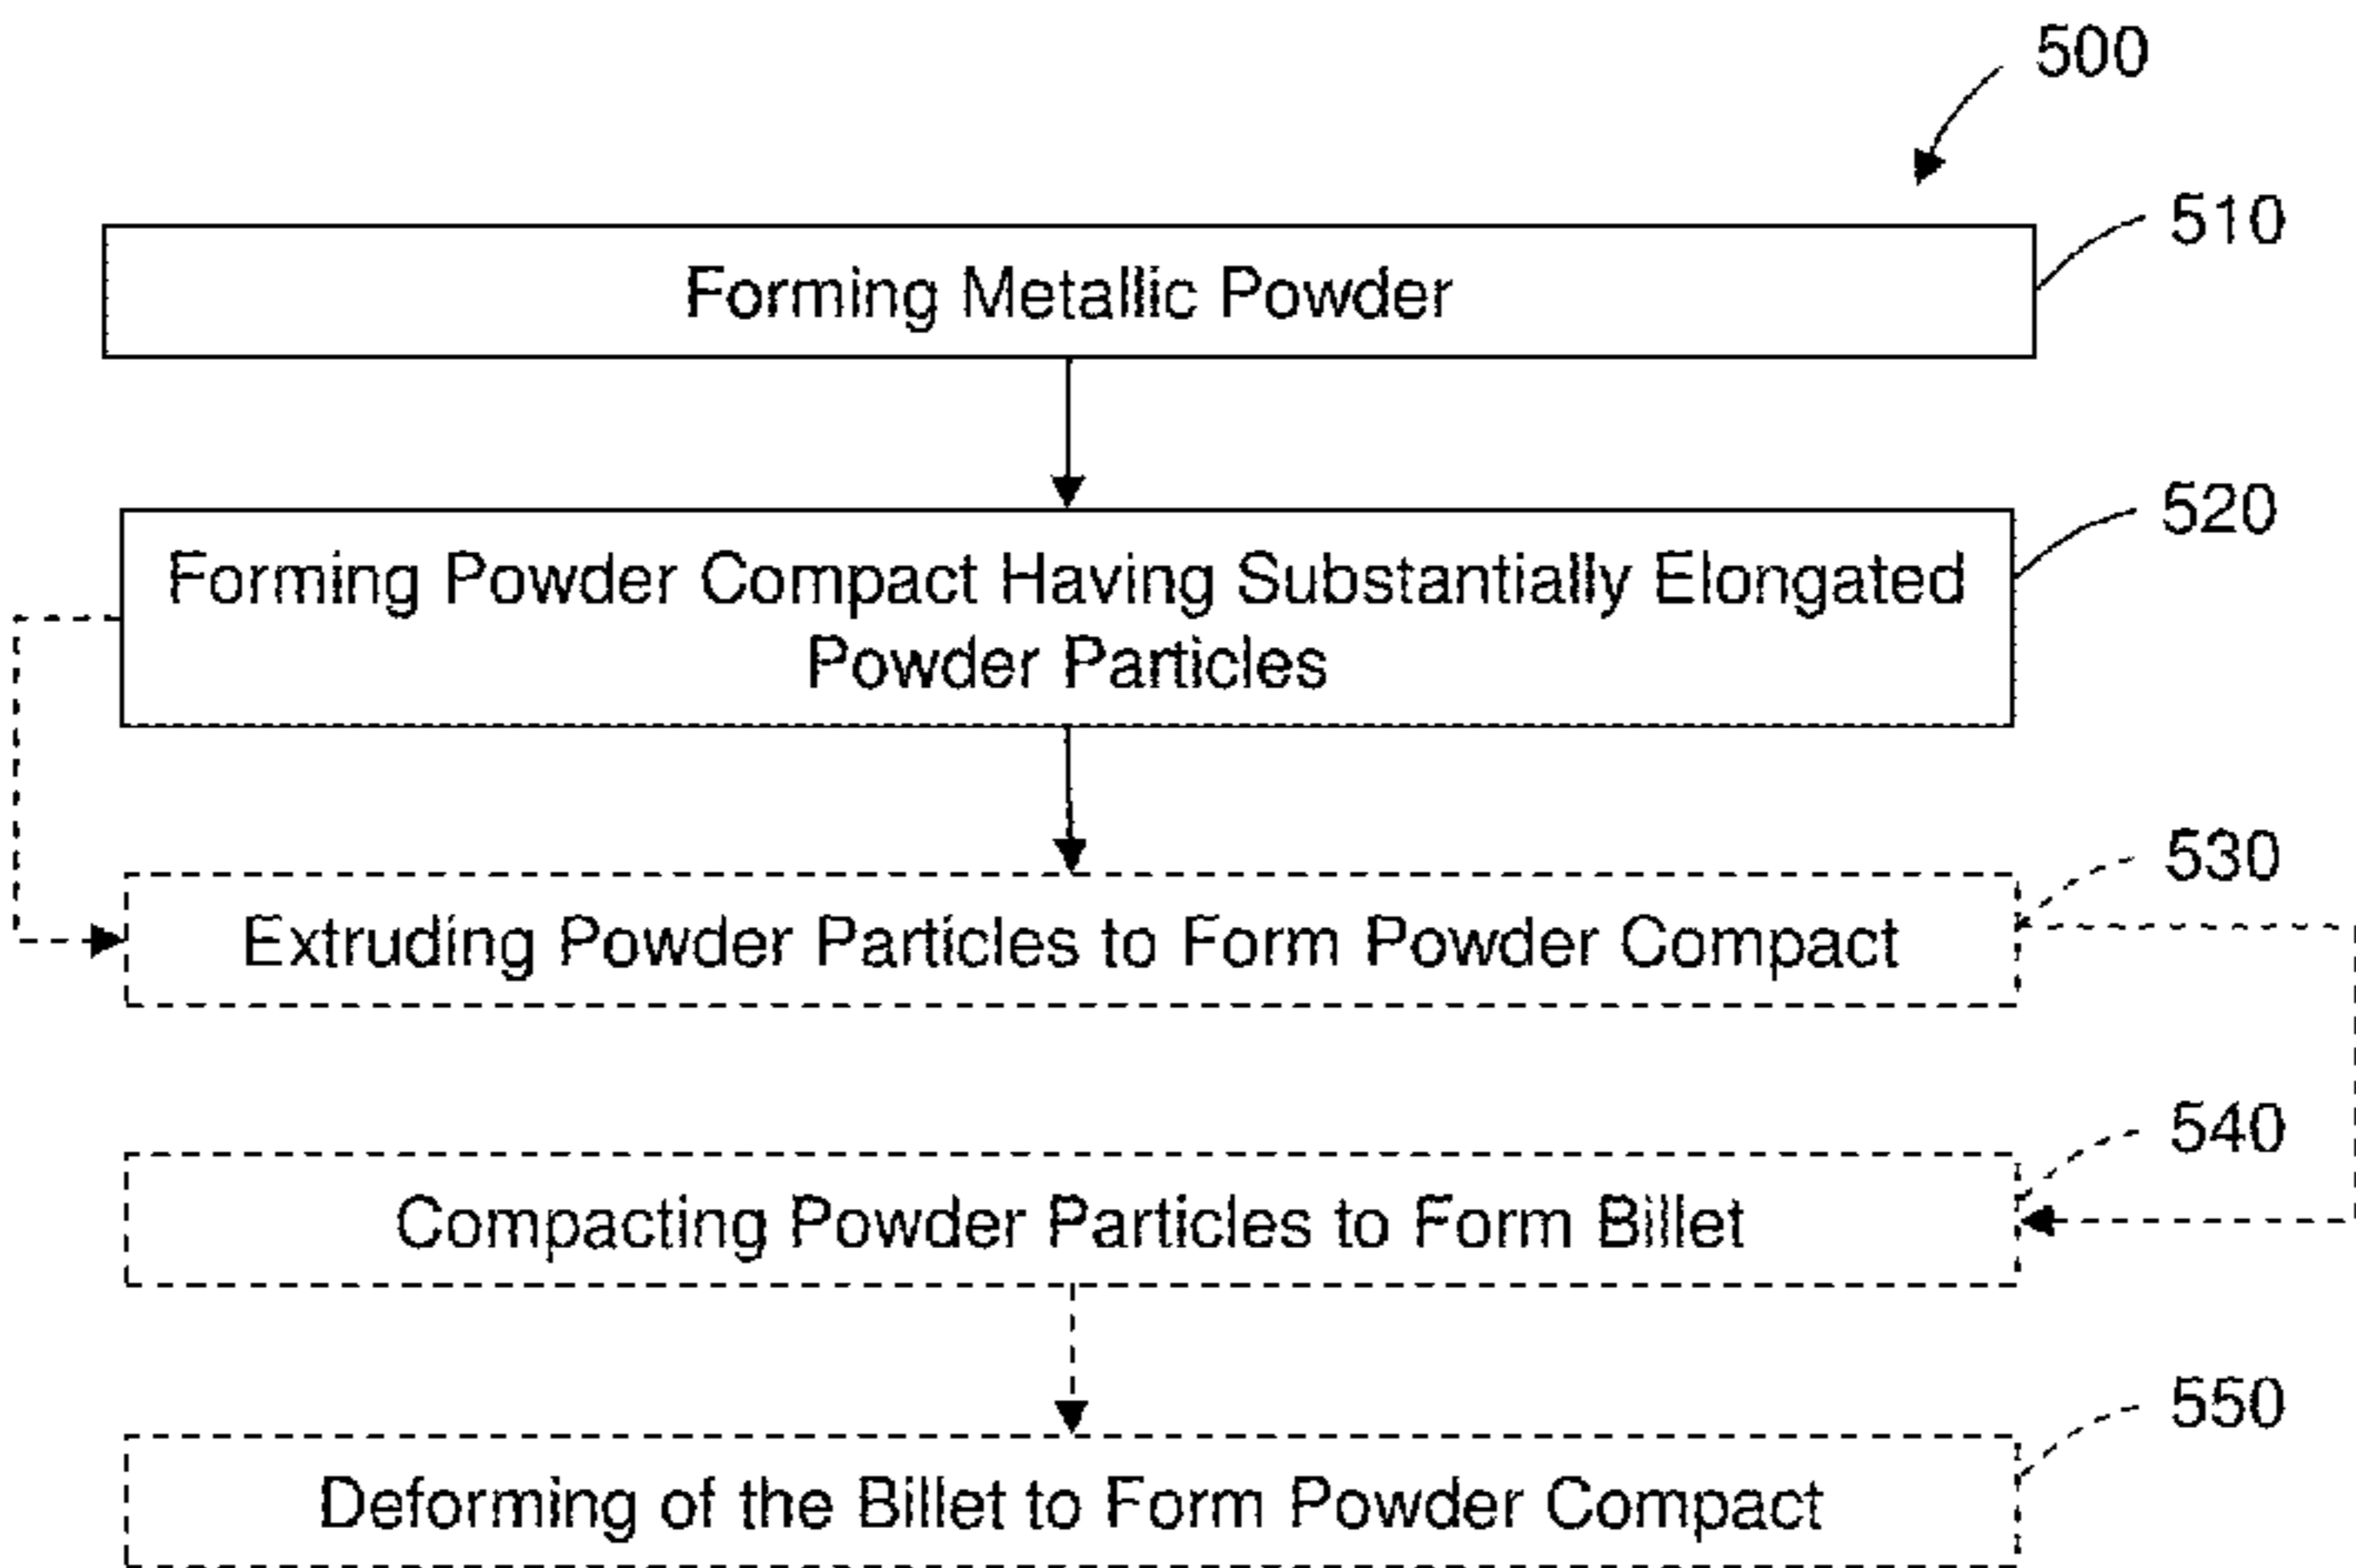 500
510
Forming Metallic Powder
520
Forming Powder Compact Having Substantially Elongated
Powder Particles
530
Extruding Powder Particles to Form Powder Compact
540
Compacting Powder Particles to Form Billet
550
Deforming of the Billet to Form Powder Compact